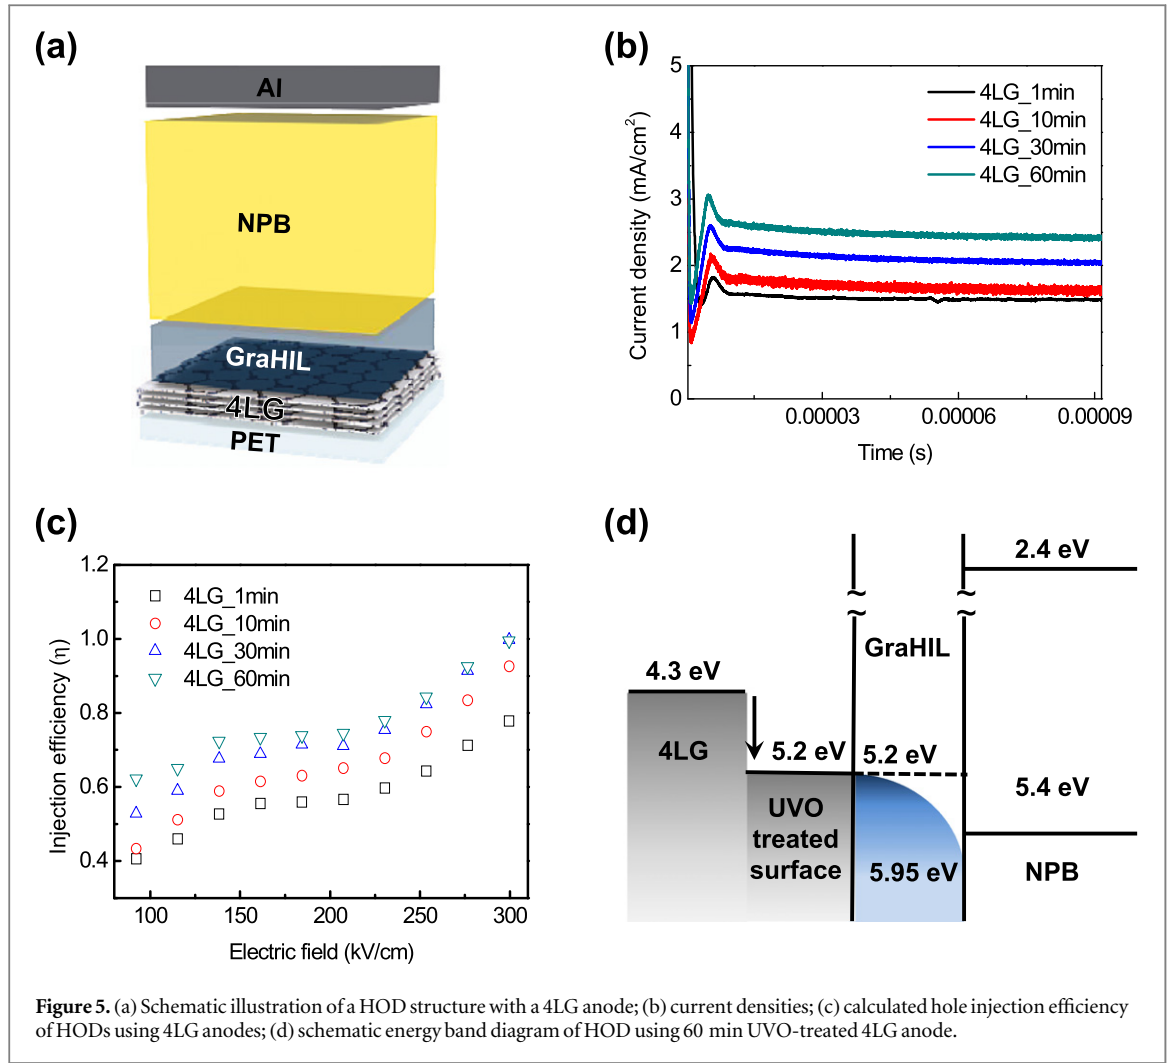 (a)
Al
NPB
GraHIL
4LG
PET
(b)
5
4
3
2
1
0
Current density (mA/cm²)
4LG_1min
4LG_10min
4LG_30min
4LG_60min
0.00003 0.00006 0.00009
Time (s)
(c)
1.2
1.0
0.8
0.6
0.4
Injection efficiency (η)
4LG_1min
4LG_10min
4LG_30min
4LG_60min
100 150 200 250 300
Electric field (kV/cm)
(d)
2.4 eV
~ ~
~ ~
GraHIL
4.3 eV
4LG
5.2 eV
5.2 eV
5.4 eV
UVO
treated
surface
5.95 eV
NPB
Figure 5. (a) Schematic illustration of a HOD structure with a 4LG anode; (b) current densities; (c) calculated hole injection efficiency
of HODs using 4LG anodes; (d) schematic energy band diagram of HOD using 60 min UVO-treated 4LG anode.